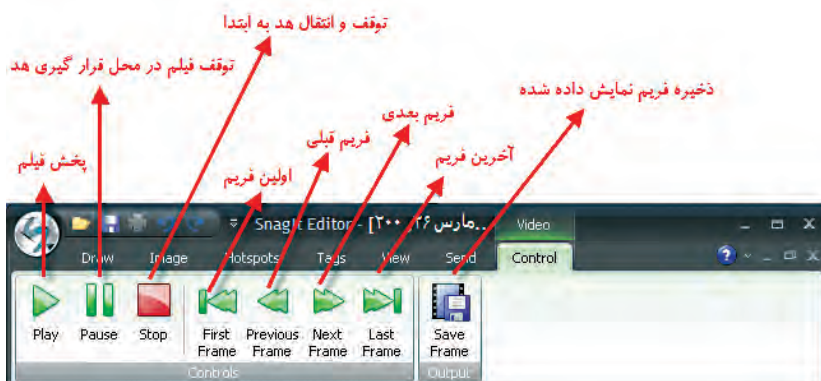 توقف و انتقال هد به ابتدا
توقف فیلم در محل قرار گیری هد
ذخیره فریم نمایش داده شده
فریم بعدی
فریم قبلی
آخرین فریم
پخش فیلم
اولین فریم
SnagIt Editor - [
مارس
Video
Draw Image Hotspots Tags View Send Control
Play Pause Stop First Frame Previous Frame Next Frame Last Frame Save Frame
Controls Output